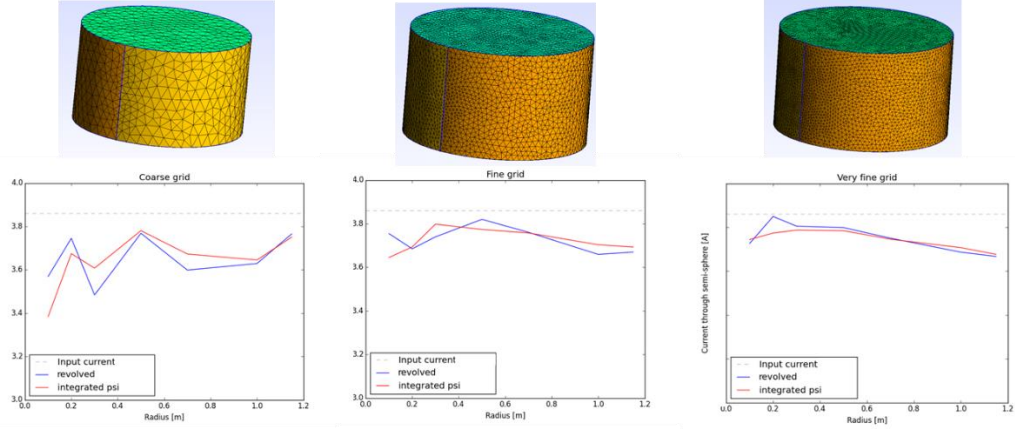 Coarse grid
4.0
3.8
3.6
3.4
3.2
3.0
Input current
revolved
integrated psi
0.0 0.2 0.4 0.6 0.8 1.0 1.2
Radius [m]
Fine grid
4.0
3.8
3.6
3.4
3.2
3.0
Input current
revolved
integrated psi
0.0 0.2 0.4 0.6 0.8 1.0 1.2
Radius [m]
Very fine grid
Current through semi-sphere [A]
Input current
revolved
integrated psi
0.0 0.2 0.4 0.6 0.8 1.0 1.2
Radius [m]